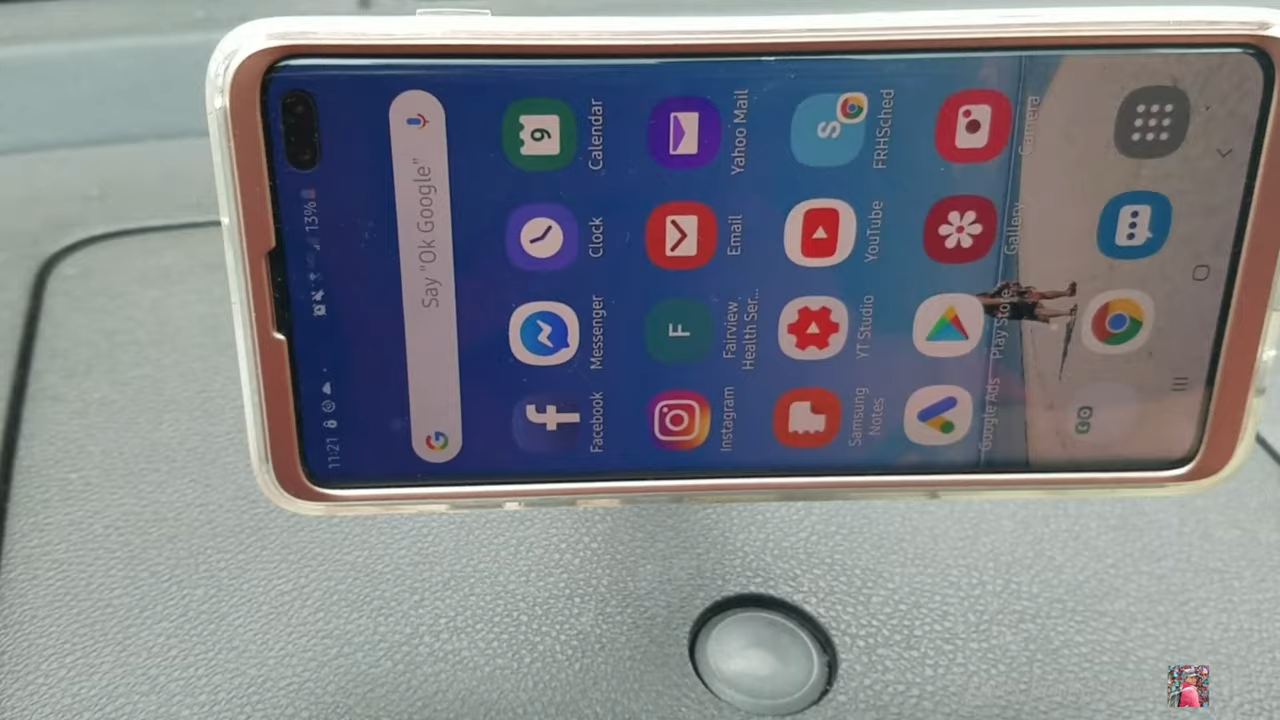 11:21
13%
Say "Ok Google"
Facebook
Messenger
Clock
9
Calendar
Instagram
F
Fairview
Health Ser...
Email
Yahoo Mail
Samsung
Notes
YT Studio
YouTube
S
FRHSched
Google Ads
Play Store
Gallery
Camera